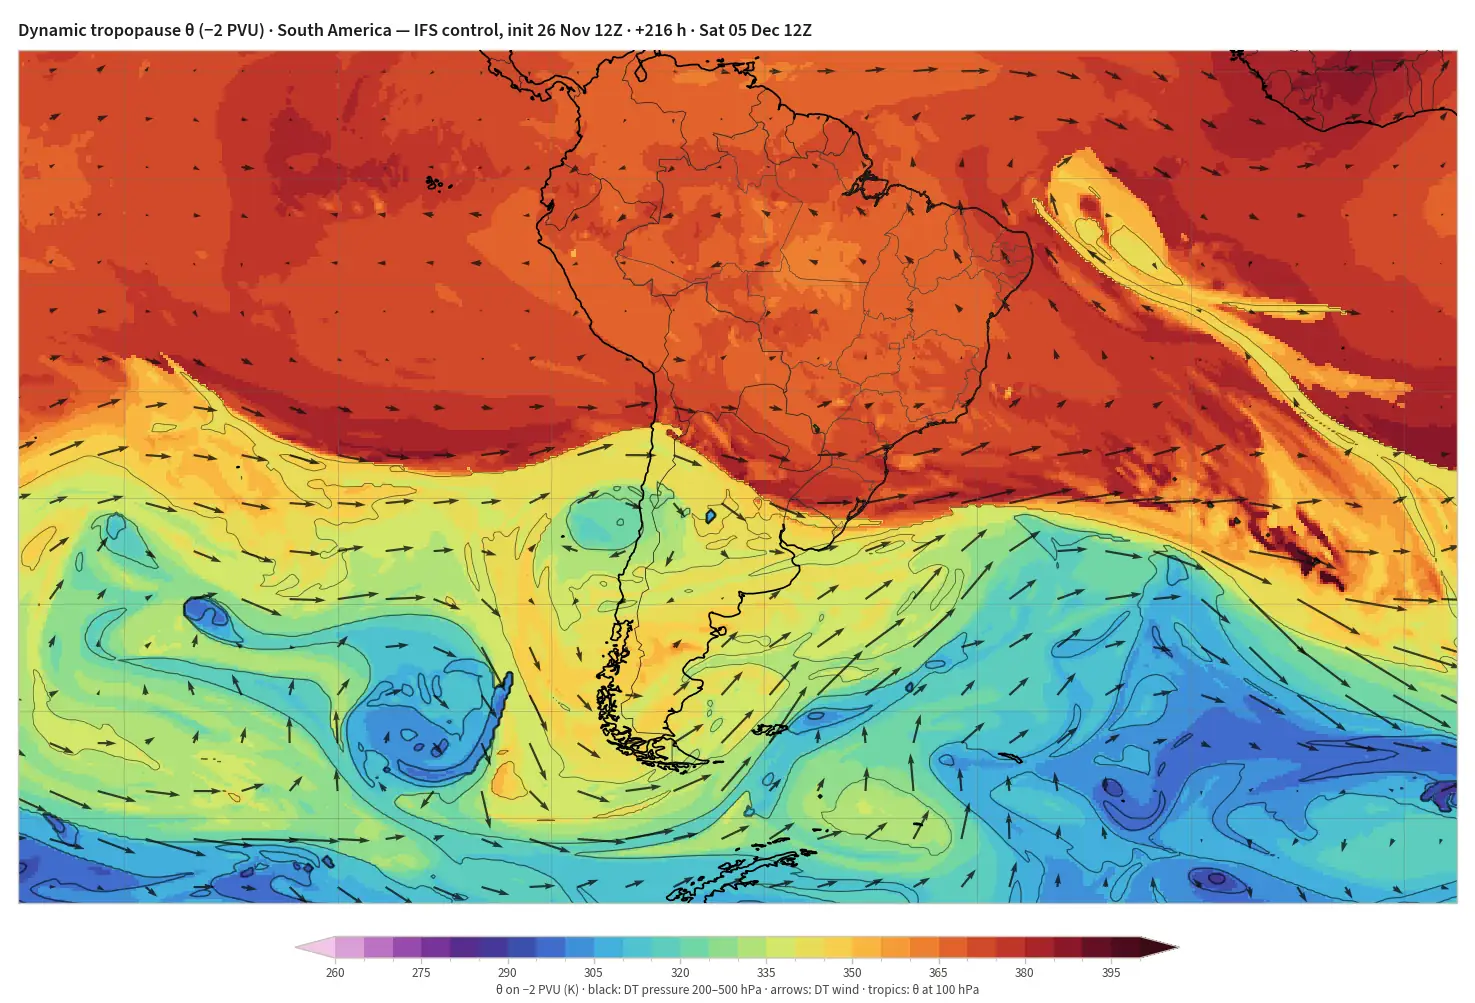 Dynamic tropopause θ (−2 PVU) · South America — IFS control, init 26 Nov 12Z · +216 h · Sat 05 Dec 12Z
260 275 290 305 320 335 350 365 380 395
θ on −2 PVU (K) · black: DT pressure 200–500 hPa · arrows: DT wind · tropics: θ at 100 hPa